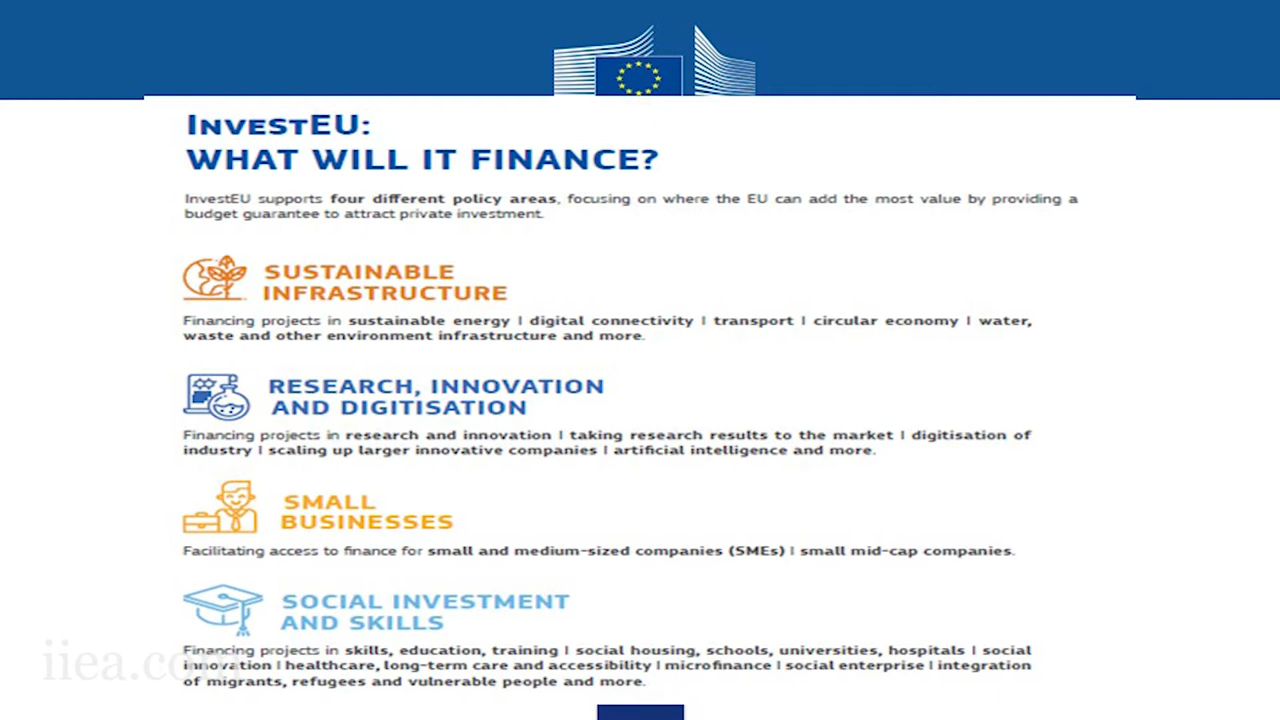 INVESTEU:
WHAT WILL IT FINANCE?
InvestEU supports four different policy areas, focusing on where the EU can add the most value by providing a
budget guarantee to attract private investment.
SUSTAINABLE
INFRASTRUCTURE
Financing projects in sustainable energy I digital connectivity I transport I circular economy I water,
waste and other environment infrastructure and more.
RESEARCH, INNOVATION
AND DIGITISATION
Financing projects in research and innovation I taking research results to the market I digitisation of
industry I scaling up larger innovative companies I artificial intelligence and more.
SMALL
BUSINESSES
Facilitating access to finance for small and medium-sized companies (SMEs) I small mid-cap companies.
SOCIAL INVESTMENT
AND SKILLS
Financing projects in skills, education, training I social housing, schools, universities, hospitals I social
innovation I healthcare, long-term care and accessibility I microfinance I social enterprise I integration
of migrants, refugees and vulnerable people and more.
iiea.com